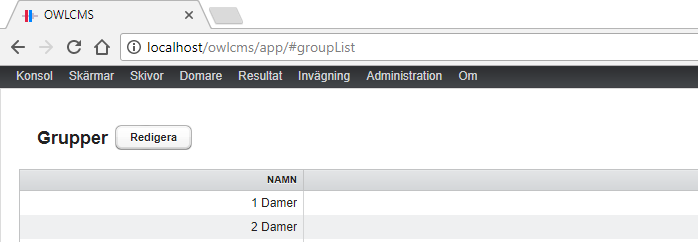 OWLCMS
localhost/owlcms/app/#groupList
Konsol Skärmar Skivor Domare Resultat Invägning Administration Om
Grupper Redigera
NAMN
1 Damer
2 Damer